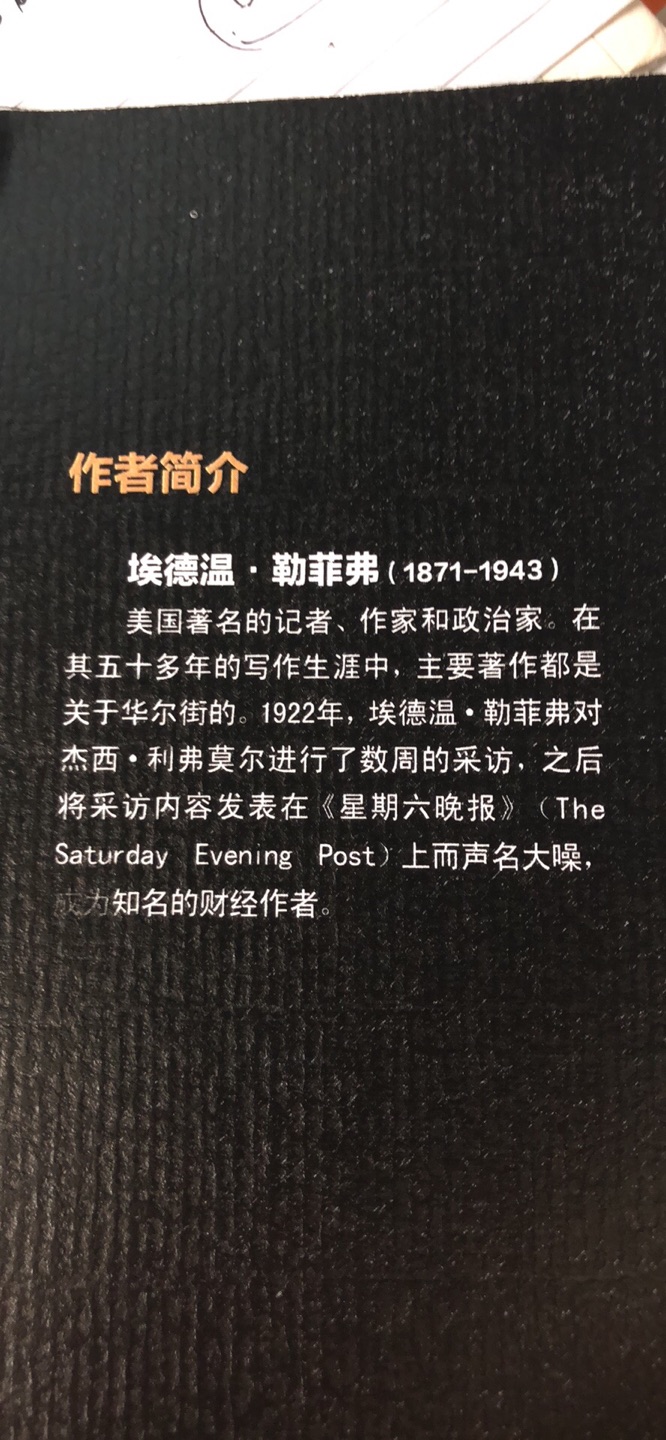 作者简介
埃德温·勒菲弗(1871-1943)
美国著名的记者、作家和政治家。在
其五十多年的写作生涯中，主要著作都是
关于华尔街的。1922年，埃德温·勒菲弗对
杰西·利弗莫尔进行了数周的采访，之后
将采访内容发表在《星期六晚报》（The
Saturday Evening Post）上而声名大噪，
成为知名的财经作者。